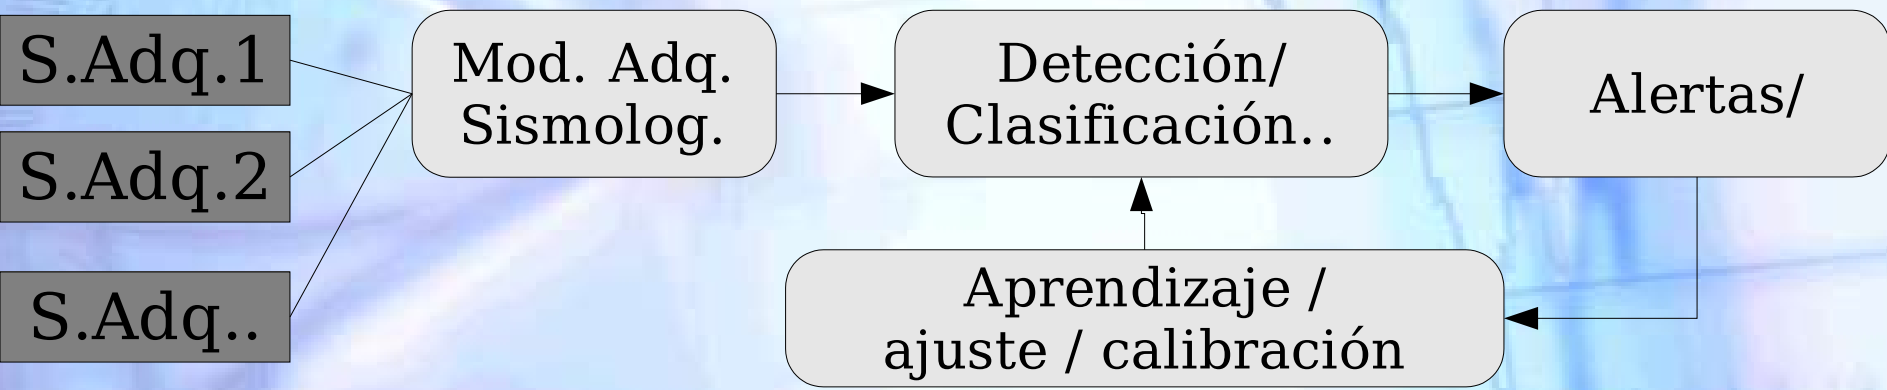 S.Adq.1
S.Adq.2
S.Adq..
Mod. Adq.
Sismolog.
Detección/
Clasificación..
Alertas/
Aprendizaje /
ajuste / calibración